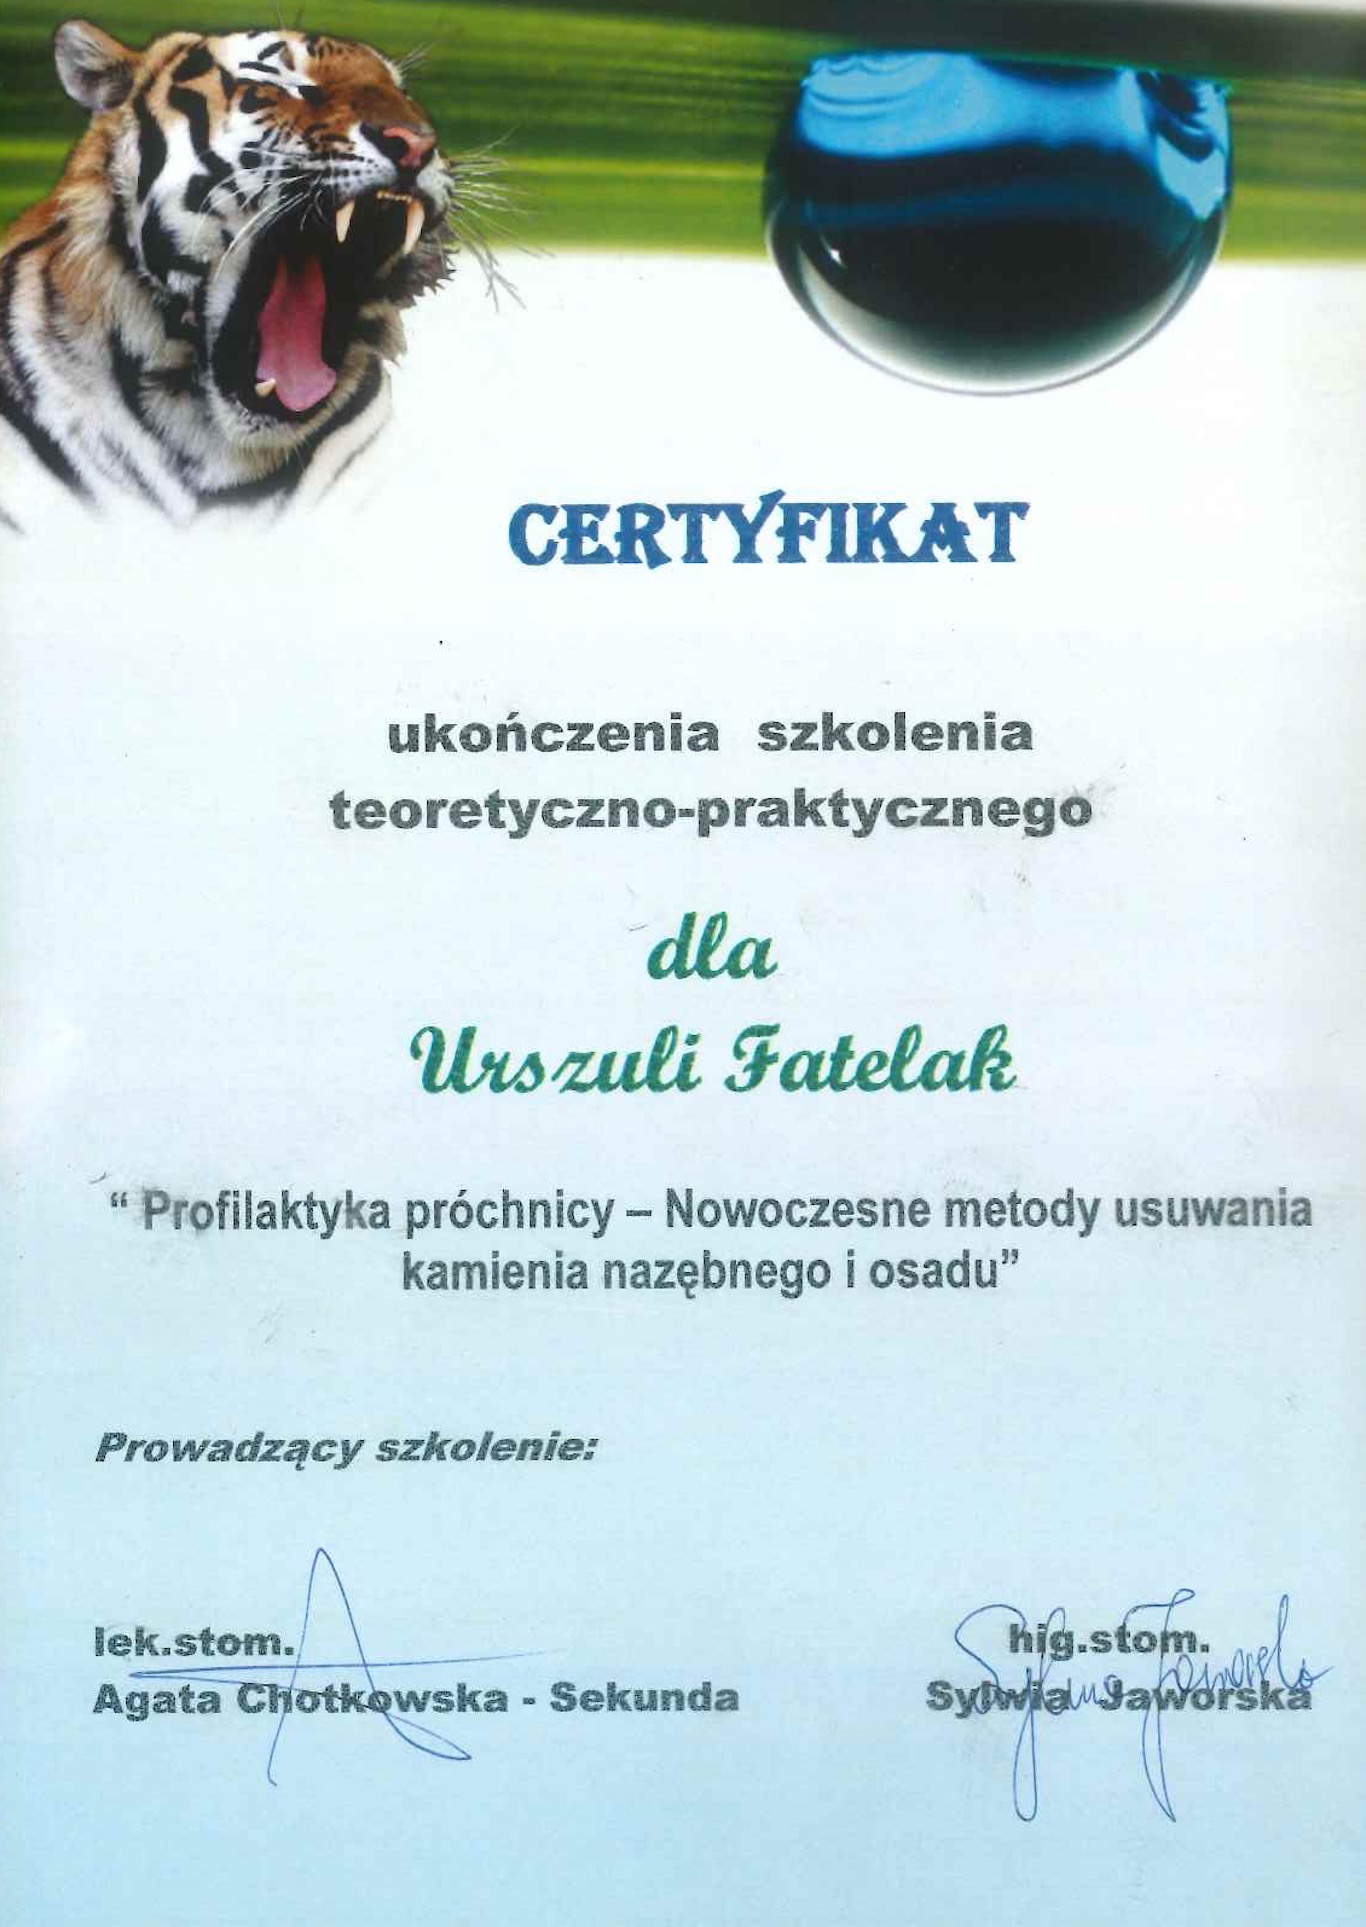 CERTYFIKAT
ukończenia szkolenia
teoretyczno-praktycznego
dla
Urszuli Fatelak
“ Profilaktyka próchnicy – Nowoczesne metody usuwania
kamienia nazębnego i osadu”
Prowadzący szkolenie:
lek.stom.
Agata Chotkowska - Sekunda
hig.stom.
Sylwia Jaworska